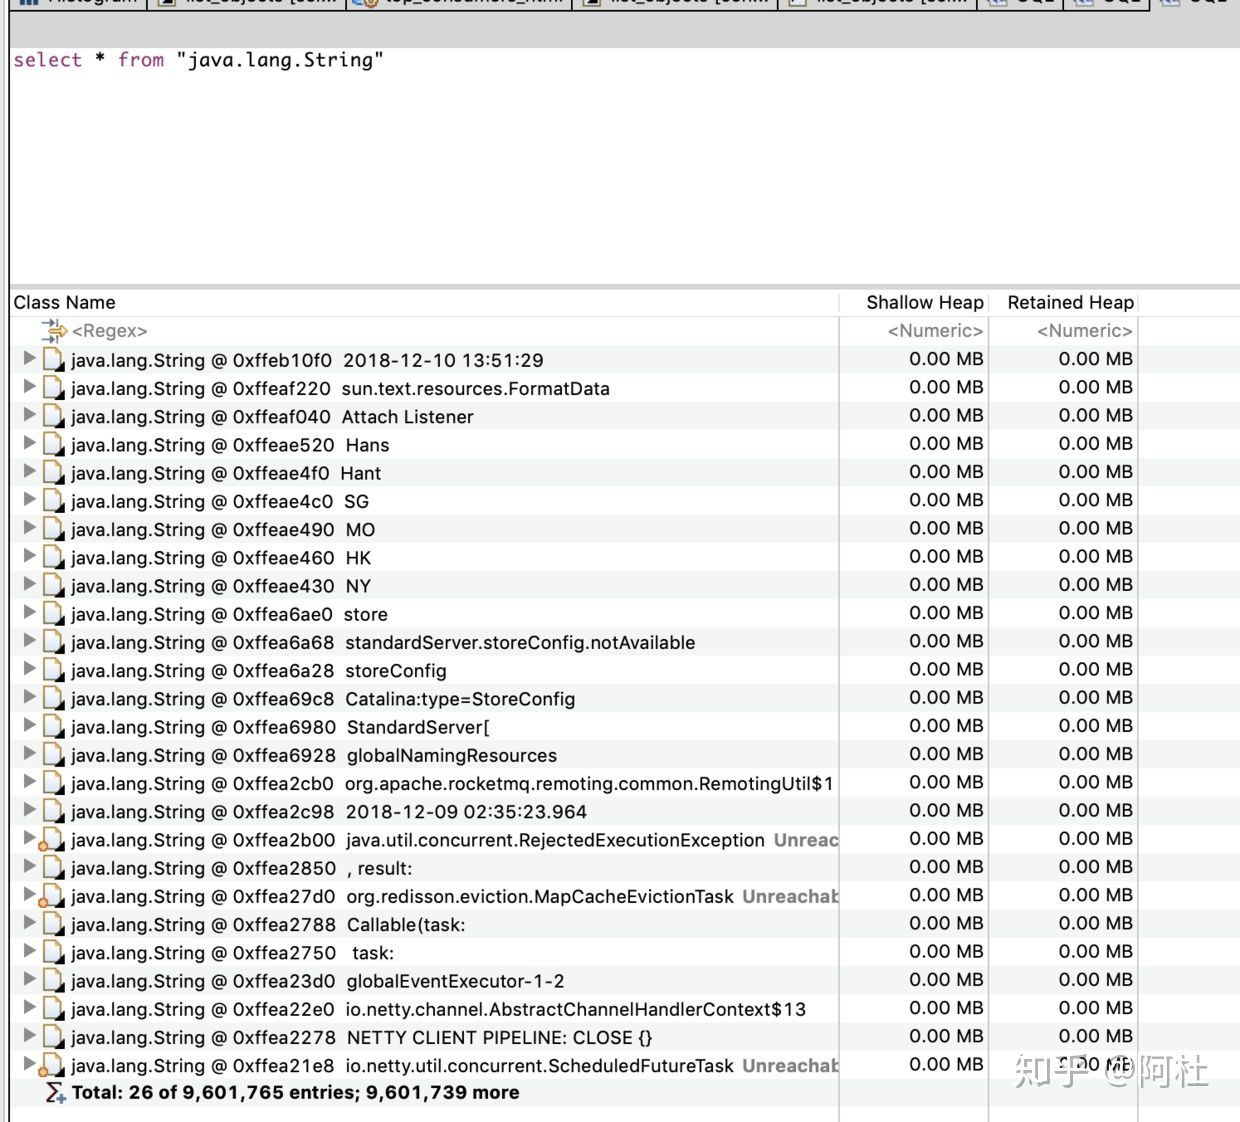 select * from "java.lang.String"
Class Name Shallow Heap Retained Heap
<Regex> <Numeric> <Numeric>
java.lang.String @ 0xffeb10f0 2018-12-10 13:51:29 0.00 MB 0.00 MB
java.lang.String @ 0xffeaf220 sun.text.resources.FormatData 0.00 MB 0.00 MB
java.lang.String @ 0xffeaf040 Attach Listener 0.00 MB 0.00 MB
java.lang.String @ 0xffeae520 Hans 0.00 MB 0.00 MB
java.lang.String @ 0xffeae4f0 Hant 0.00 MB 0.00 MB
java.lang.String @ 0xffeae4c0 SG 0.00 MB 0.00 MB
java.lang.String @ 0xffeae490 MO 0.00 MB 0.00 MB
java.lang.String @ 0xffeae460 HK 0.00 MB 0.00 MB
java.lang.String @ 0xffeae430 NY 0.00 MB 0.00 MB
java.lang.String @ 0xffea6ae0 store 0.00 MB 0.00 MB
java.lang.String @ 0xffea6a68 standardServer.storeConfig.notAvailable 0.00 MB 0.00 MB
java.lang.String @ 0xffea6a28 storeConfig 0.00 MB 0.00 MB
java.lang.String @ 0xffea69c8 Catalina:type=StoreConfig 0.00 MB 0.00 MB
java.lang.String @ 0xffea6980 StandardServer[ 0.00 MB 0.00 MB
java.lang.String @ 0xffea6928 globalNamingResources 0.00 MB 0.00 MB
java.lang.String @ 0xffea2cb0 org.apache.rocketmq.remoting.common.RemotingUtil$1 0.00 MB 0.00 MB
java.lang.String @ 0xffea2c98 2018-12-09 02:35:23.964 0.00 MB 0.00 MB
java.lang.String @ 0xffea2b00 java.util.concurrent.RejectedExecutionException Unreac 0.00 MB 0.00 MB
java.lang.String @ 0xffea2850 , result: 0.00 MB 0.00 MB
java.lang.String @ 0xffea27d0 org.redisson.eviction.MapCacheEvictionTask Unreachab 0.00 MB 0.00 MB
java.lang.String @ 0xffea2788 Callable(task: 0.00 MB 0.00 MB
java.lang.String @ 0xffea2750 task: 0.00 MB 0.00 MB
java.lang.String @ 0xffea23d0 globalEventExecutor-1-2 0.00 MB 0.00 MB
java.lang.String @ 0xffea22e0 io.netty.channel.AbstractChannelHandlerContext$13 0.00 MB 0.00 MB
java.lang.String @ 0xffea2278 NETTY CLIENT PIPELINE: CLOSE {} 0.00 MB 0.00 MB
java.lang.String @ 0xffea21e8 io.netty.util.concurrent.ScheduledFutureTask Unreachab 0.00 MB 0.00 MB
Total: 26 of 9,601,765 entries; 9,601,739 more
知乎 @阿杜